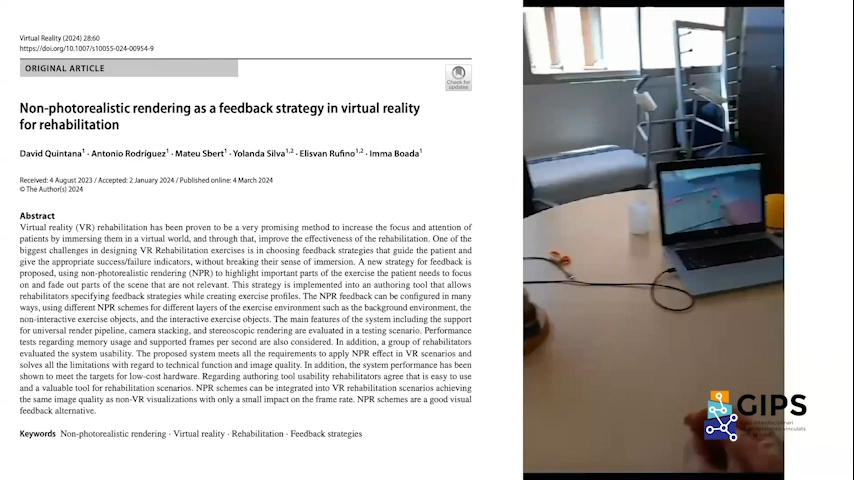 Virtual Reality (2024) 28:60
https://doi.org/10.1007/s10055-024-00954-9
ORIGINAL ARTICLE
Check for
updates
Non-photorealistic rendering as a feedback strategy in virtual reality
for rehabilitation
David Quintana¹ · Antonio Rodríguez¹ · Mateu Sbert¹ · Yolanda Silva¹,² · Elisvan Rufino¹,² · Imma Boada¹
Received: 4 August 2023 / Accepted: 2 January 2024 / Published online: 4 March 2024
© The Author(s) 2024
Abstract
Virtual reality (VR) rehabilitation has been proven to be a very promising method to increase the focus and attention of
patients by immersing them in a virtual world, and through that, improve the effectiveness of the rehabilitation. One of the
biggest challenges in designing VR Rehabilitation exercises is in choosing feedback strategies that guide the patient and
give the appropriate success/failure indicators, without breaking their sense of immersion. A new strategy for feedback is
proposed, using non-photorealistic rendering (NPR) to highlight important parts of the exercise the patient needs to focus
on and fade out parts of the scene that are not relevant. This strategy is implemented into an authoring tool that allows
rehabilitators specifying feedback strategies while creating exercise profiles. The NPR feedback can be configured in many
ways, using different NPR schemes for different layers of the exercise environment such as the background environment, the
non-interactive exercise objects, and the interactive exercise objects. The main features of the system including the support
for universal render pipeline, camera stacking, and stereoscopic rendering are evaluated in a testing scenario. Performance
tests regarding memory usage and supported frames per second are also considered. In addition, a group of rehabilitators
evaluated the system usability. The proposed system meets all the requirements to apply NPR effect in VR scenarios and
solves all the limitations with regard to technical function and image quality. In addition, the system performance has been
shown to meet the targets for low-cost hardware. Regarding authoring tool usability rehabilitators agree that is easy to use
and a valuable tool for rehabilitation scenarios. NPR schemes can be integrated into VR rehabilitation scenarios achieving
the same image quality as non-VR visualizations with only a small impact on the frame rate. NPR schemes are a good visual
feedback alternative.
Keywords Non-photorealistic rendering · Virtual reality · Rehabilitation · Feedback strategies
GIPS